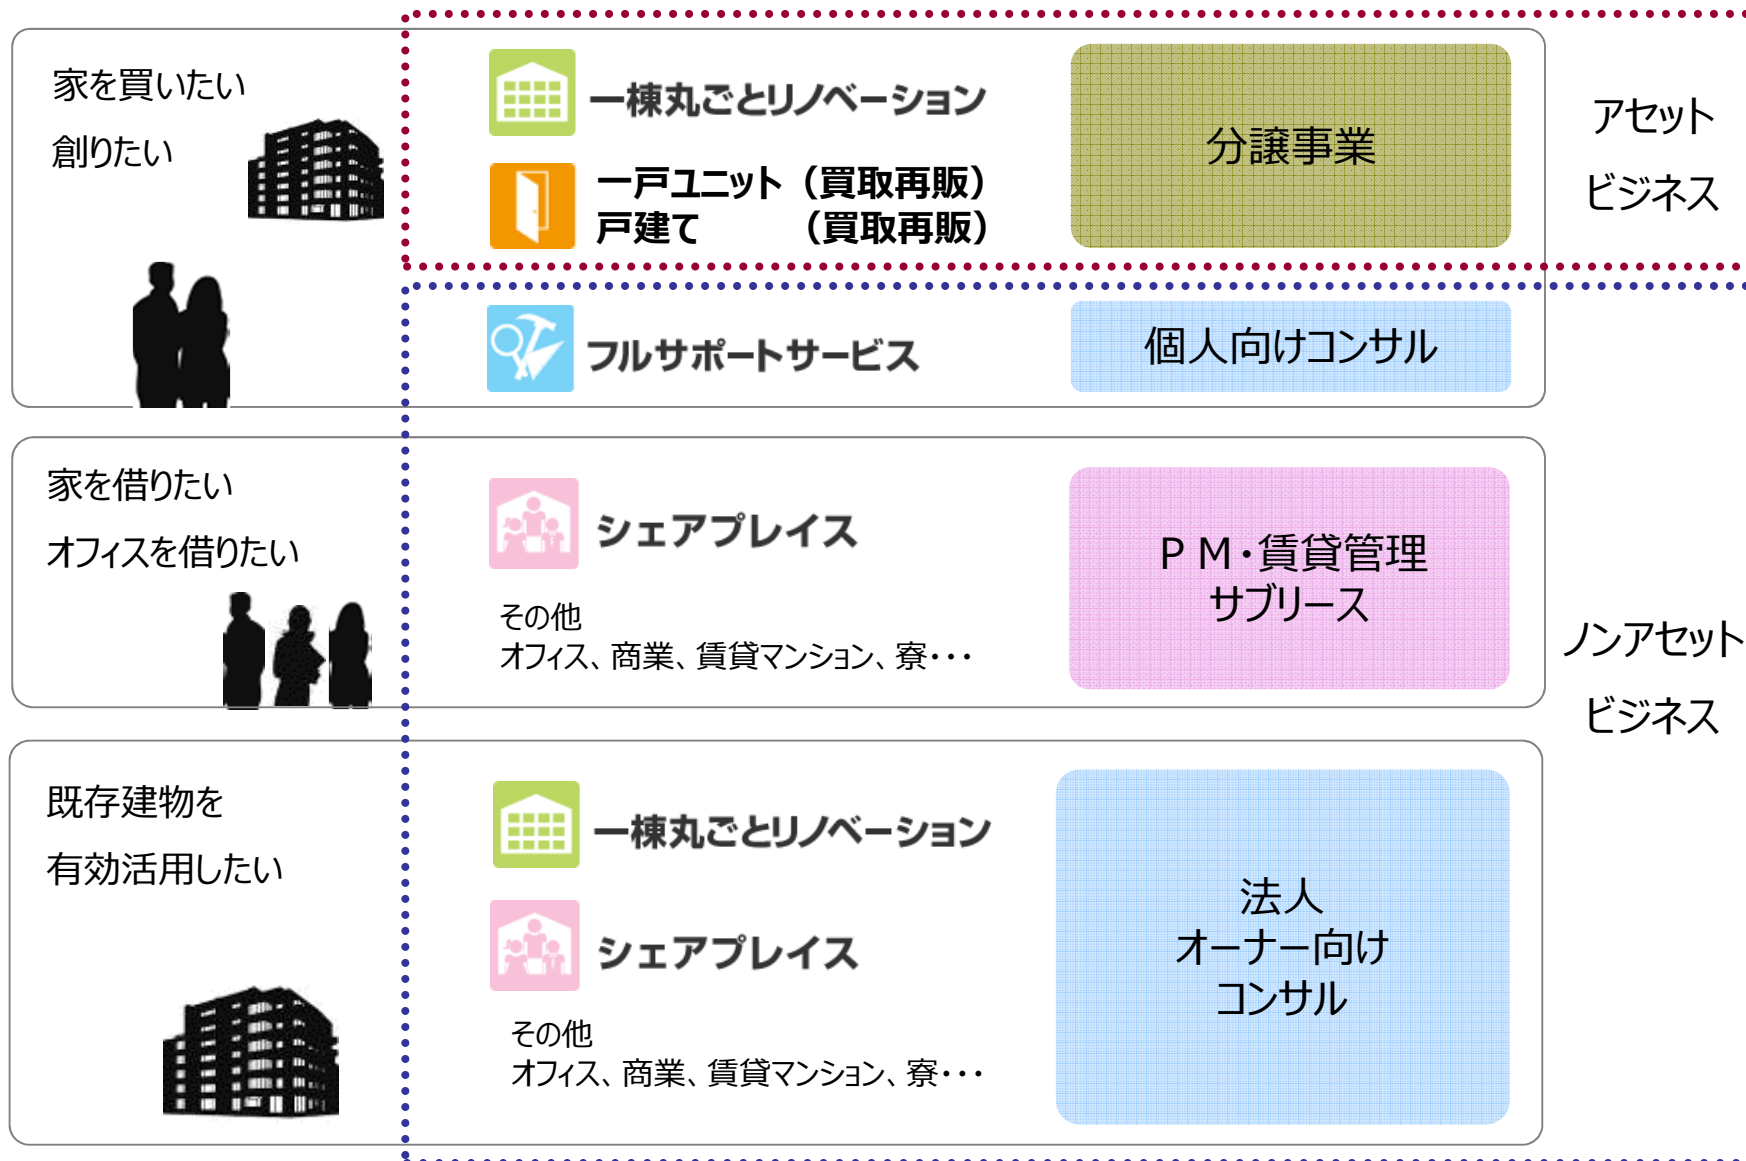 家を買いたい
創りたい
一棟丸ごとリノベーション
一戸ユニット（買取再販）
戸建て　　　（買取再販）
分譲事業
アセット
ビジネス
フルサポートサービス
個人向けコンサル
家を借りたい
オフィスを借りたい
シェアプレイス
その他
オフィス、商業、賃貸マンション、寮・・・
ＰＭ・賃貸管理
サブリース
ノンアセット
ビジネス
既存建物を
有効活用したい
一棟丸ごとリノベーション
シェアプレイス
その他
オフィス、商業、賃貸マンション、寮・・・
法人
オーナー向け
コンサル